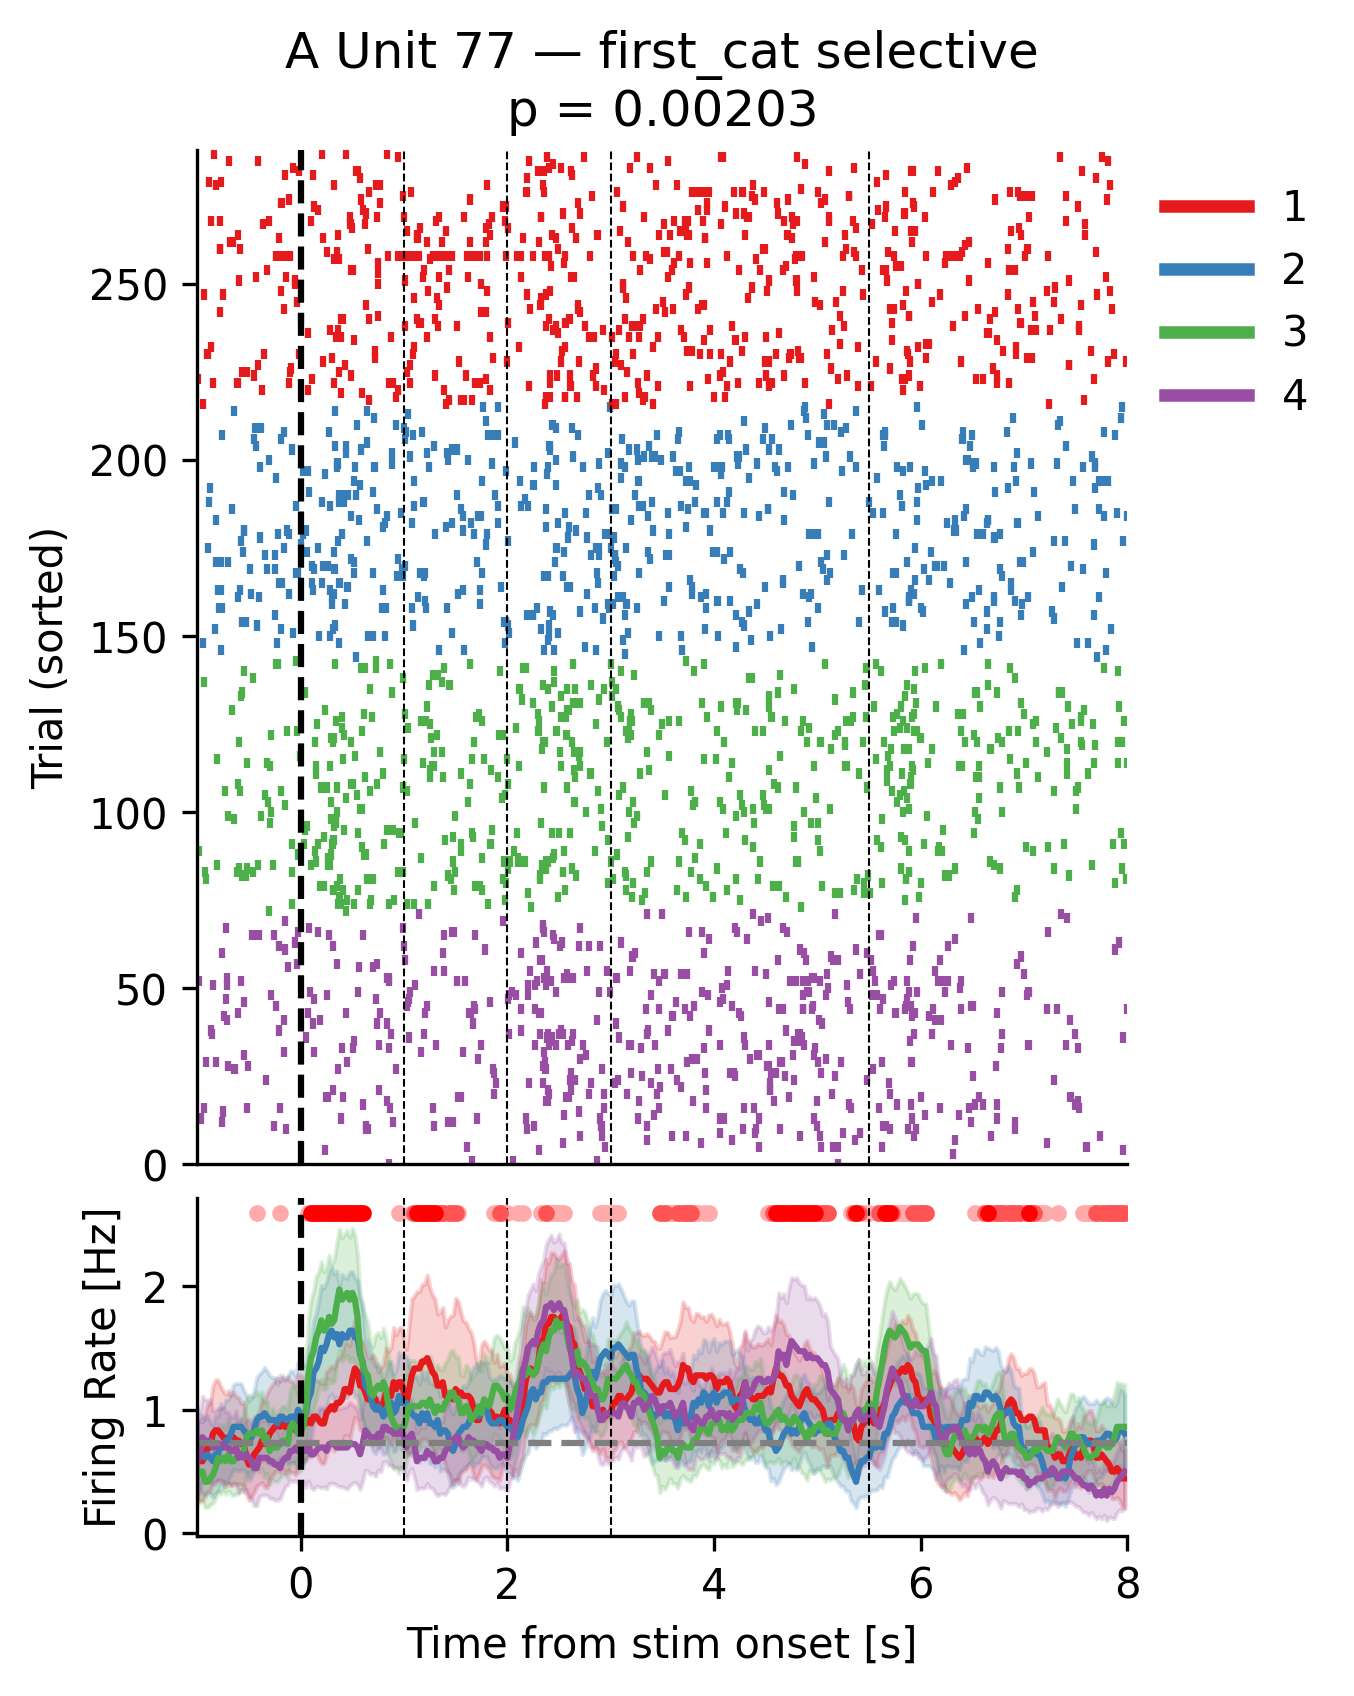 A Unit 77 — first_cat selective
p = 0.00203
1
2
3
4
Trial (sorted)
250
200
150
100
50
0
Firing Rate [Hz]
2
1
0
0 2 4 6 8
Time from stim onset [s]